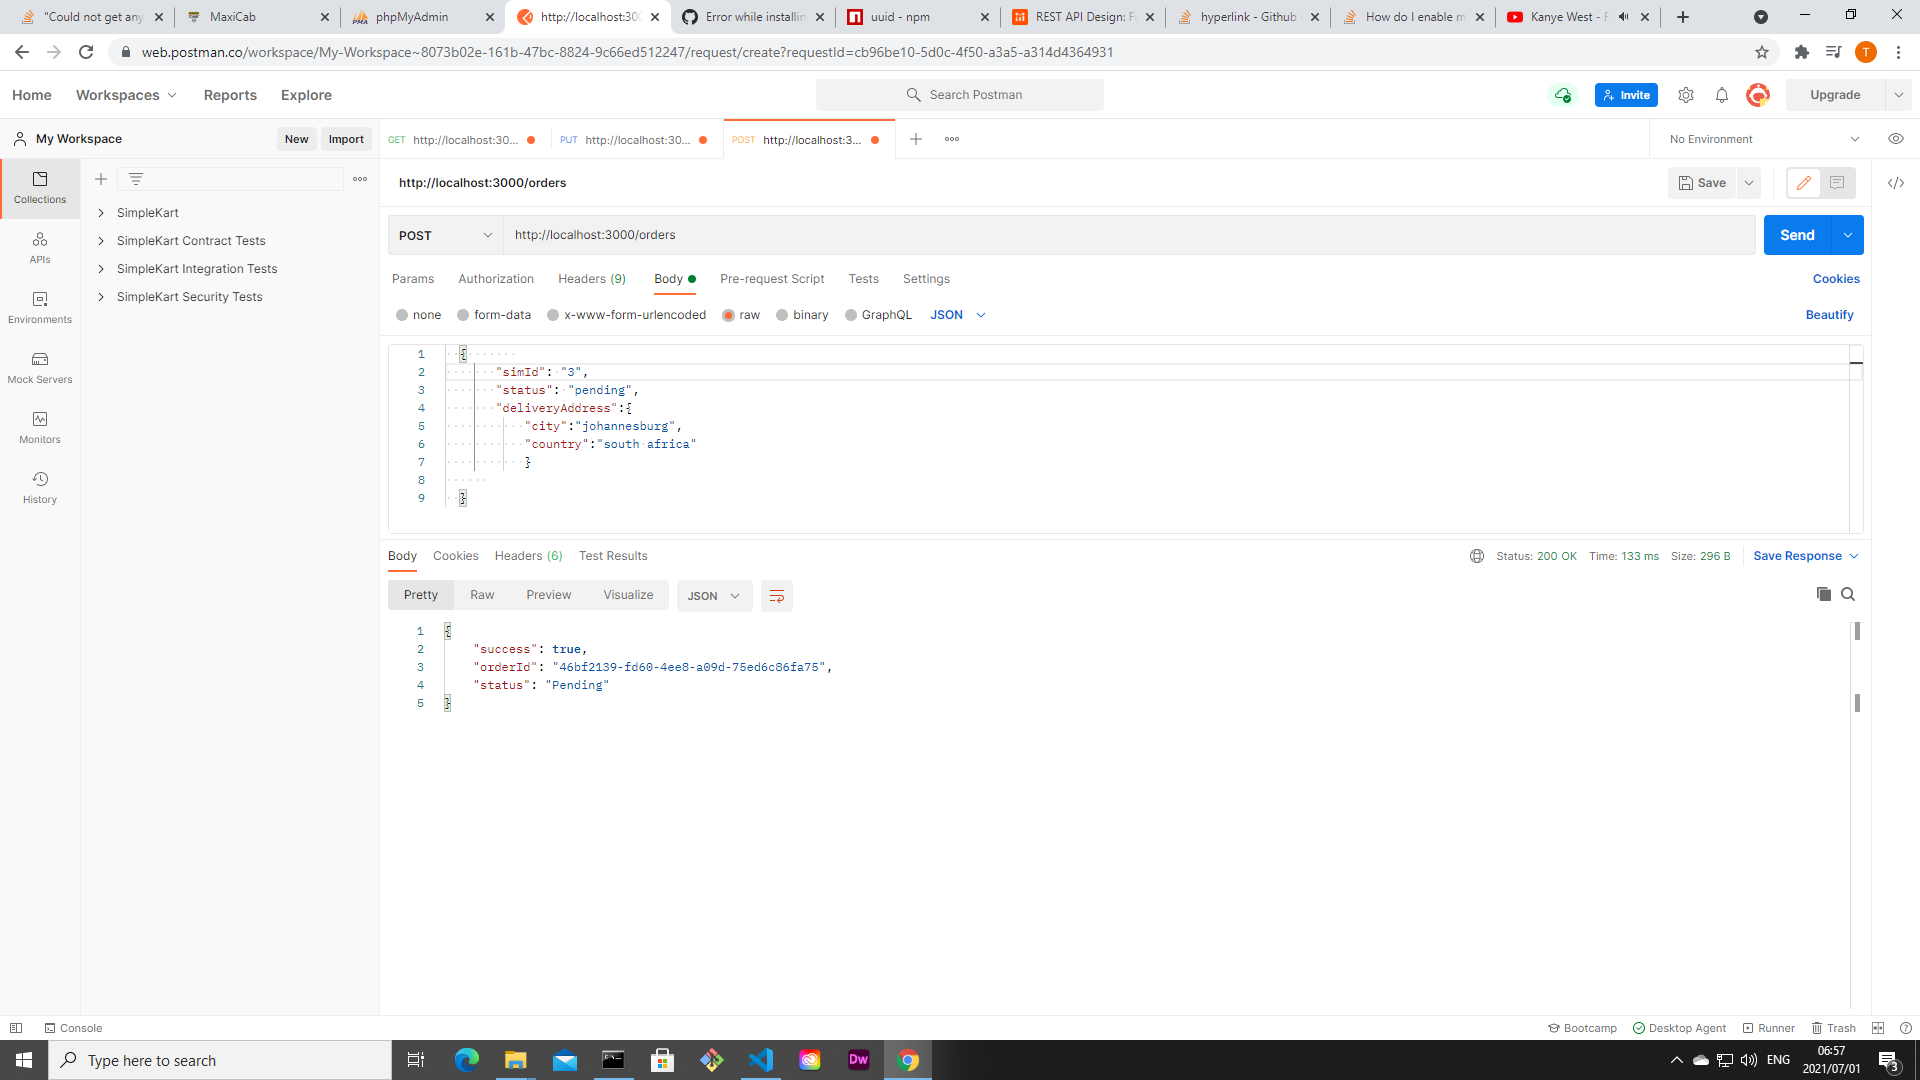 "Could not get any
MaxiCab
phpMyAdmin
http://localhost:300
Error while installin
uuid - npm
REST API Design: Fi
hyperlink - Github
How do I enable m
Kanye West - F
web.postman.co/workspace/My-Workspace~8073b02e-161b-47bc-8824-9c66ed512247/request/create?requestId=cb96be10-5d0c-4f50-a3a5-a314d4364931
T
Home
Workspaces
Reports
Explore
Search Postman
Invite
Upgrade
My Workspace
New
Import
GET http://localhost:30...
PUT http://localhost:30...
POST http://localhost:3...
No Environment
Collections
APIs
Environments
Mock Servers
Monitors
History
SimpleKart
SimpleKart Contract Tests
SimpleKart Integration Tests
SimpleKart Security Tests
http://localhost:3000/orders
Save
POST
http://localhost:3000/orders
Send
Params
Authorization
Headers (9)
Body
Pre-request Script
Tests
Settings
Cookies
none
form-data
x-www-form-urlencoded
raw
binary
GraphQL
JSON
Beautify
1 {
2 "simId": "3",
3 "status": "pending",
4 "deliveryAddress":{
5 "city":"johannesburg",
6 "country":"south africa"
7 }
8
9 }
Body
Cookies
Headers (6)
Test Results
Status: 200 OK
Time: 133 ms
Size: 296 B
Save Response
Pretty
Raw
Preview
Visualize
JSON
1 {
2 "success": true,
3 "orderId": "46bf2139-fd60-4ee8-a09d-75ed6c86fa75",
4 "status": "Pending"
5 }
Console
Bootcamp
Desktop Agent
Runner
Trash
Type here to search
Dw
ENG
06:57
2021/07/01
3